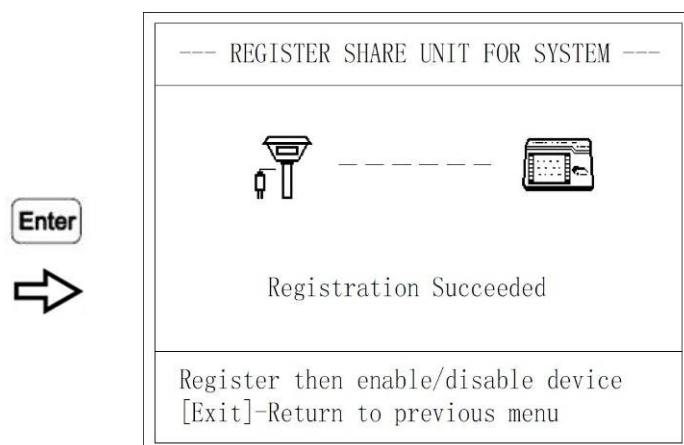 --- REGISTER SHARE UNIT FOR SYSTEM ---
Enter
Registration Succeeded
Register then enable/disable device
[Exit]-Return to previous menu